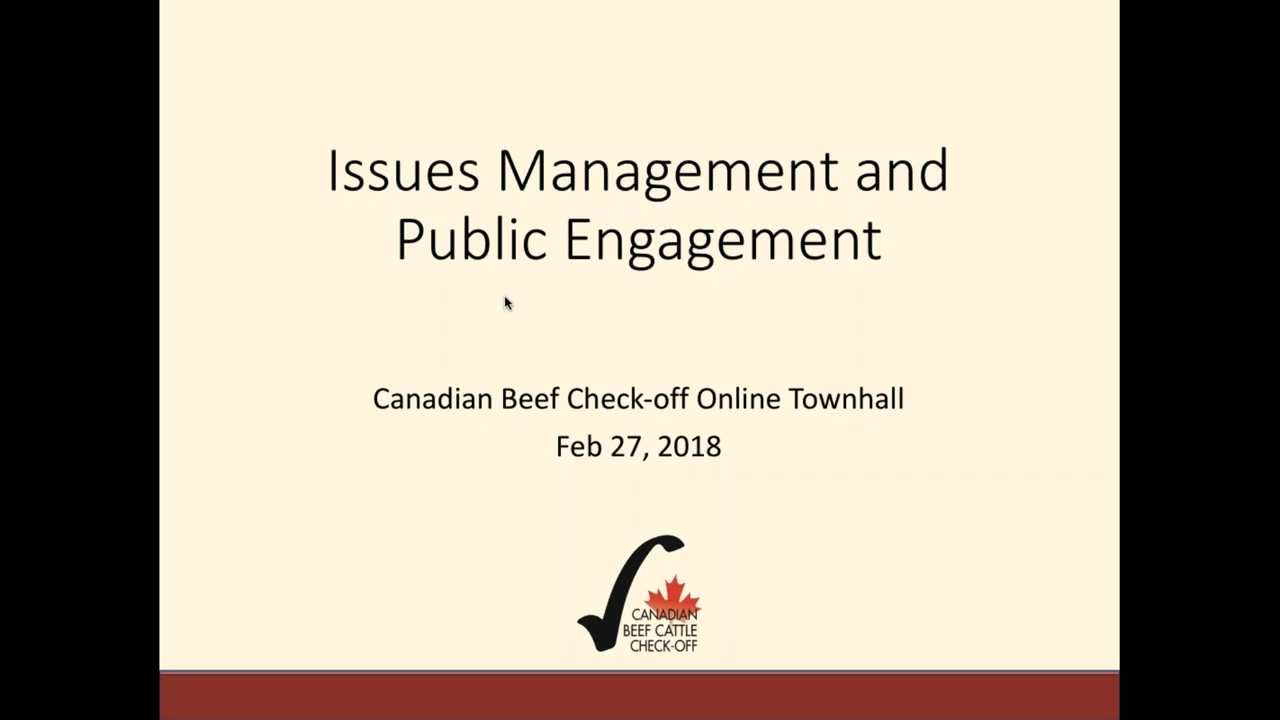 Issues Management and
Public Engagement
Canadian Beef Check-off Online Townhall
Feb 27, 2018
CANADIAN
BEEF CATTLE
CHECK-OFF